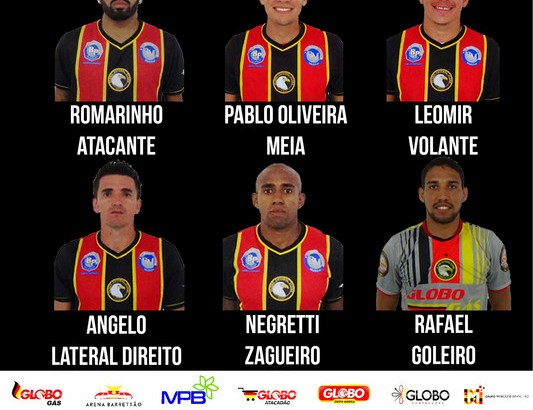 ROMARINHO
ATACANTE
PABLO OLIVEIRA
MEIA
LEOMIR
VOLANTE
GLOBO
ANGELO
LATERAL DIREITO
NEGRETTI
ZAGUEIRO
RAFAEL
GOLEIRO
GLOBO
GÁS
ARENA BARRETTÃO
MPB
GLOBO
ATACADÃO
GLOBO
GLOBO